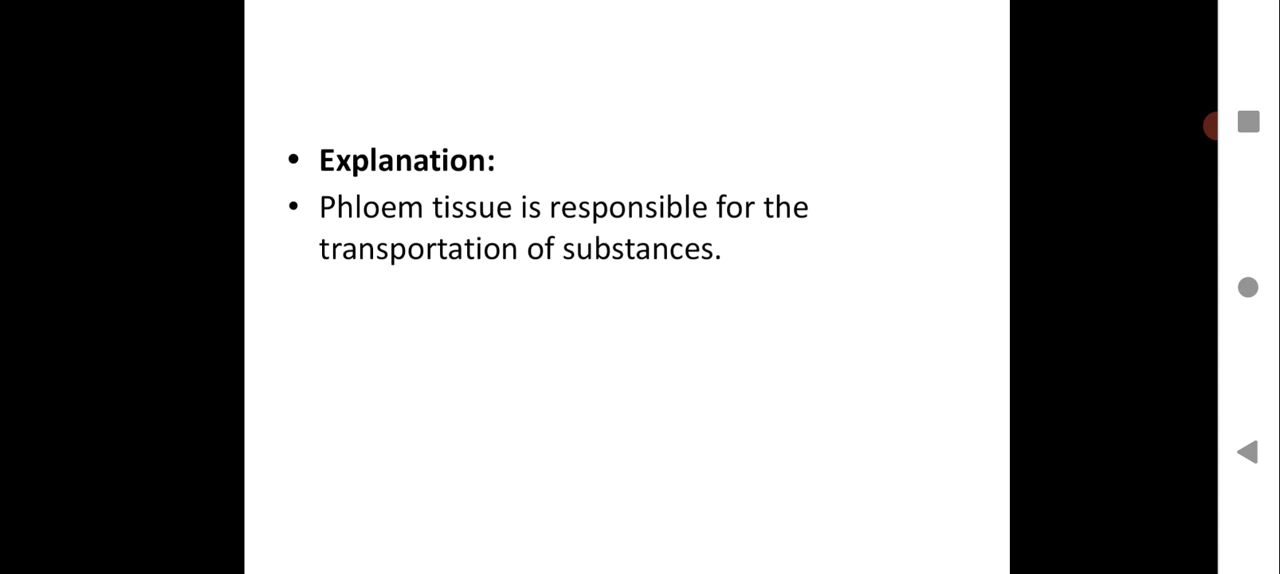 • Explanation:
• Phloem tissue is responsible for the
transportation of substances.